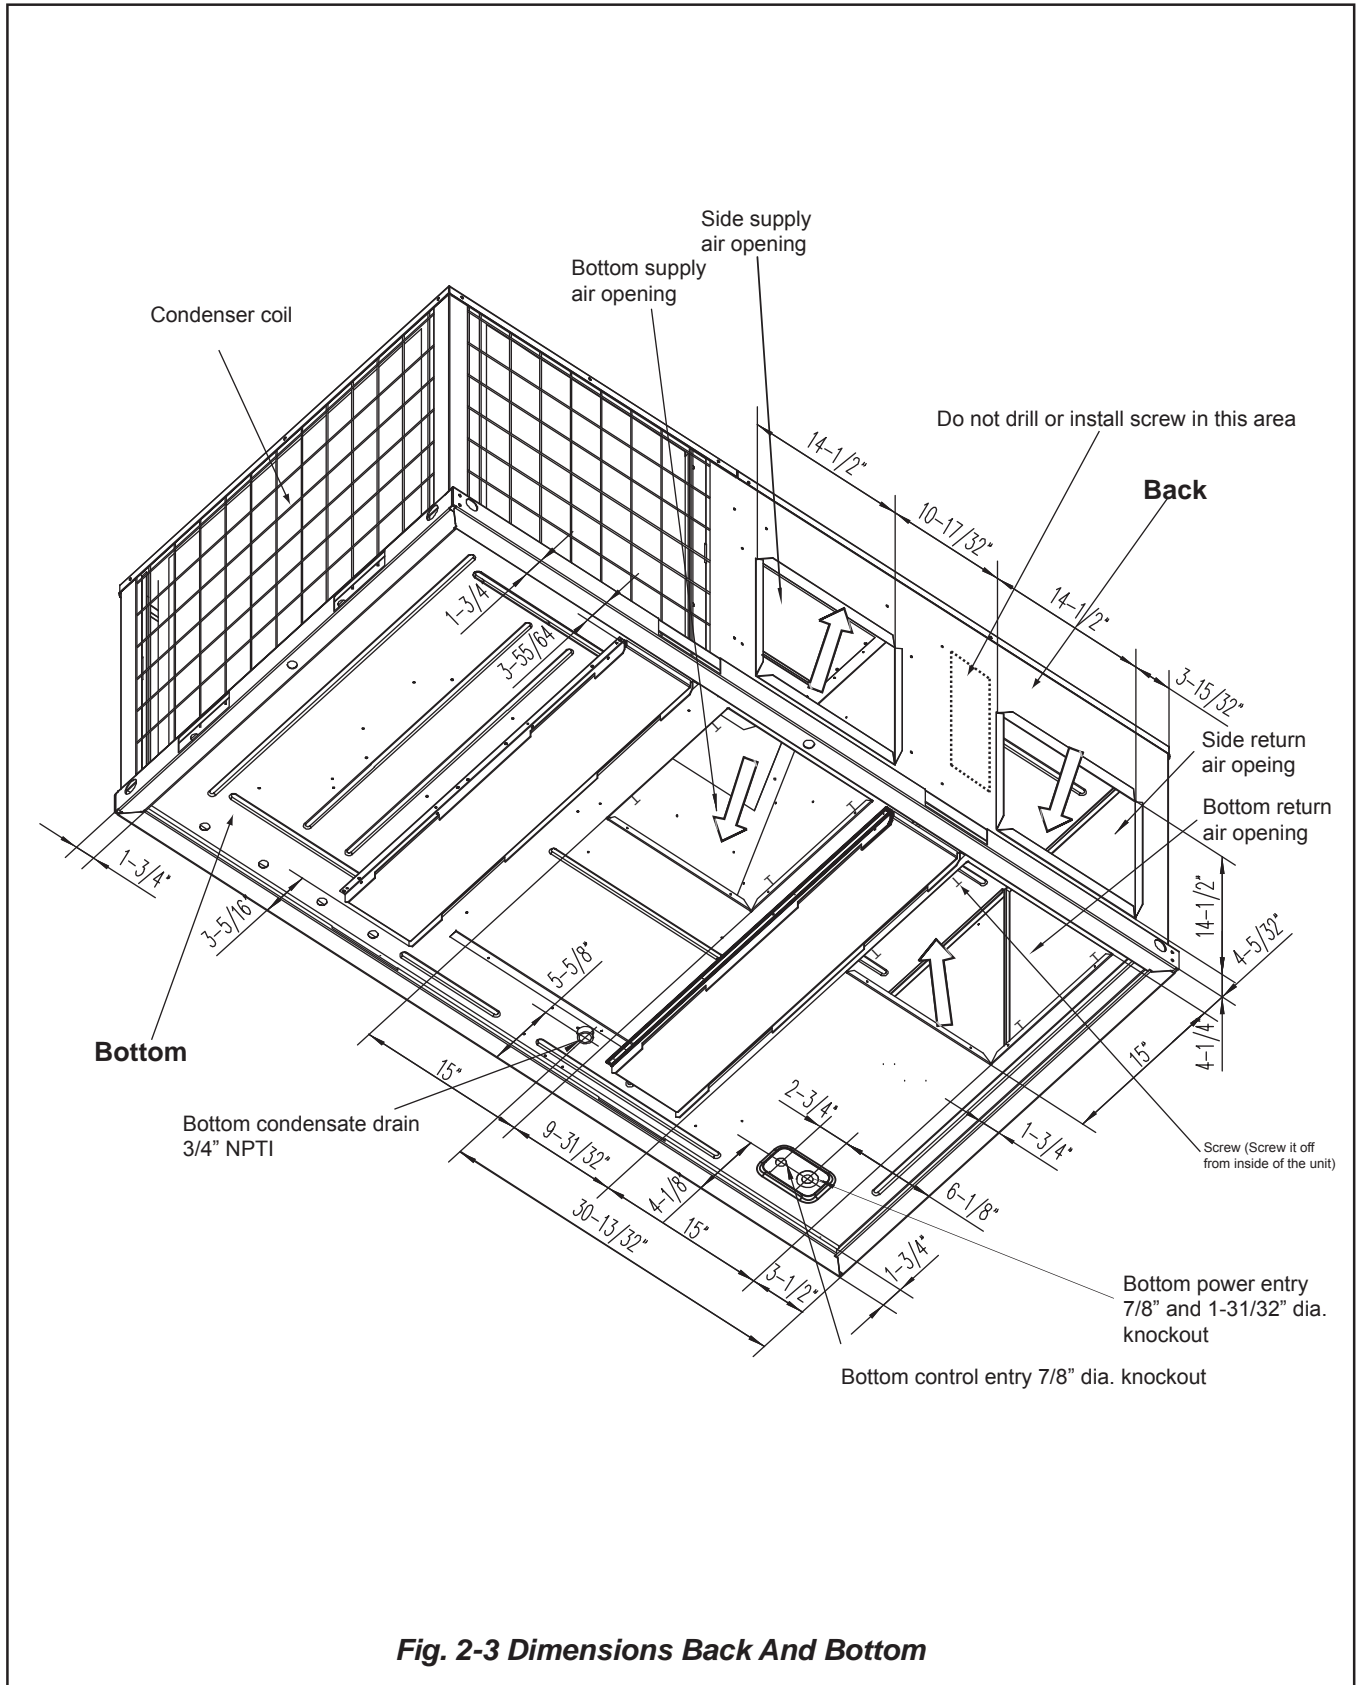 Side supply
air opening
Bottom supply
air opening
Condenser coil
Do not drill or install screw in this area
Back
14-1/2"
10-17/32"
14-1/2"
3-15/32"
1-3/4"
3-55/64
Side return
air opeing
Bottom return
air opening
1-3/4"
3-5/16"
5-5/8"
14-1/2"
4-5/32"
4-1/4"
15"
Bottom
15"
Bottom condensate drain
3/4” NPTI
9-31/32"
30-13/32"
4-1/8"
15"
3-1/2"
2-3/4"
1-3/4"
6-1/8"
1-3/4"
Screw (Screw it off
from inside of the unit)
Bottom power entry
7/8” and 1-31/32” dia.
knockout
Bottom control entry 7/8” dia. knockout
Fig. 2-3 Dimensions Back And Bottom